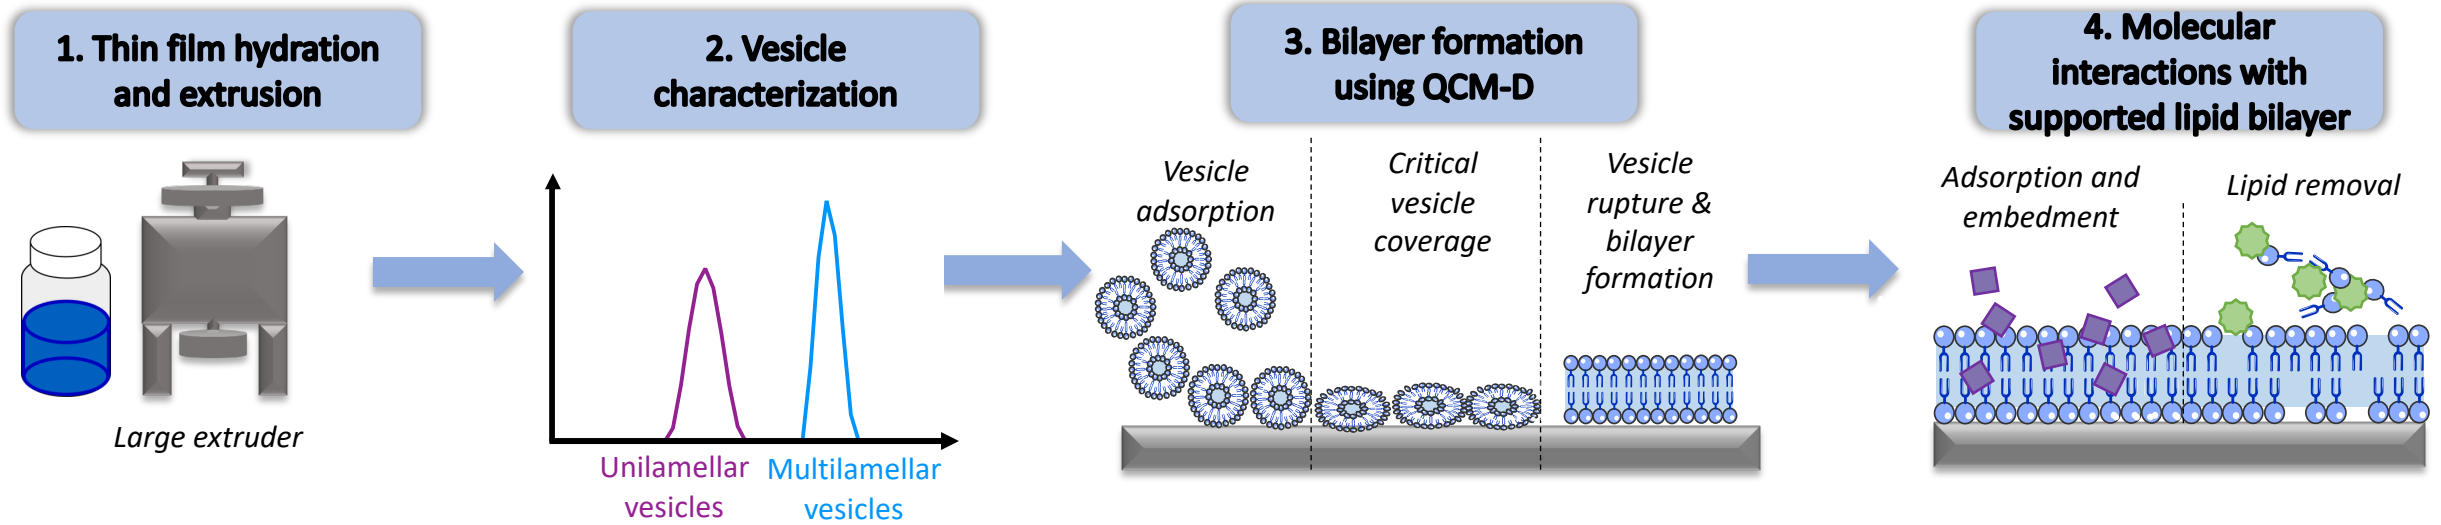 1. Thin film hydration
and extrusion
Large extruder
2. Vesicle
characterization
Unilamellar
vesicles
Multilamellar
vesicles
3. Bilayer formation
using QCM-D
Vesicle
adsorption
Critical
vesicle
coverage
Vesicle
rupture &
bilayer
formation
4. Molecular
interactions with
supported lipid bilayer
Adsorption and
embedment
Lipid removal